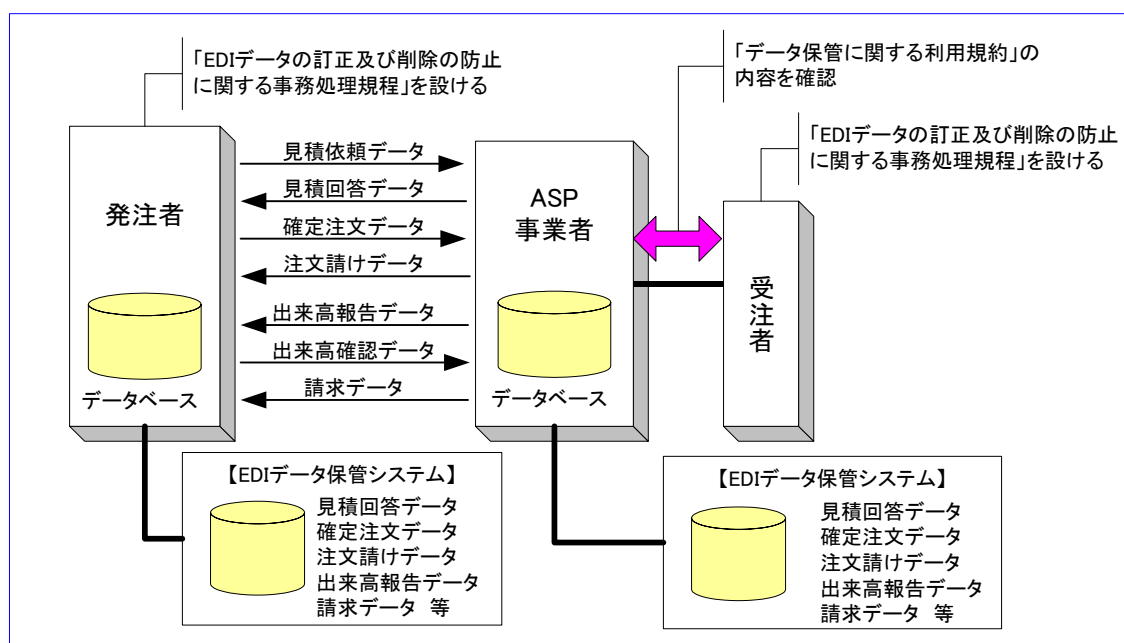 「EDIデータの訂正及び削除の防止
に関する事務処理規程」を設ける
「データ保管に関する利用規約」の
内容を確認
「EDIデータの訂正及び削除の防止
に関する事務処理規程」を設ける
発注者
データベース
見積依頼データ
見積回答データ
確定注文データ
注文請けデータ
出来高報告データ
出来高確認データ
請求データ
ASP
事業者
データベース
受注者
【EDIデータ保管システム】
見積回答データ
確定注文データ
注文請けデータ
出来高報告データ
請求データ 等
【EDIデータ保管システム】
見積回答データ
確定注文データ
注文請けデータ
出来高報告データ
請求データ 等